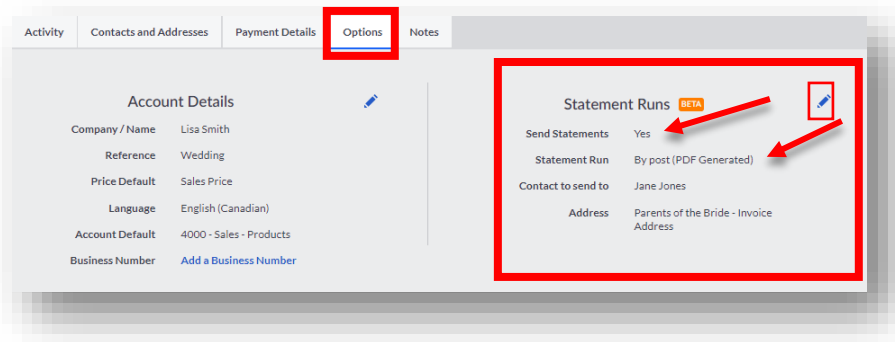 Activity Contacts and Addresses Payment Details Options Notes
Account Details
Company / Name Lisa Smith
Reference Wedding
Price Default Sales Price
Language English (Canadian)
Account Default 4000 - Sales - Products
Business Number Add a Business Number
Statement Runs BETA
Send Statements Yes
Statement Run By post (PDF Generated)
Contact to send to Jane Jones
Address Parents of the Bride - Invoice
Address